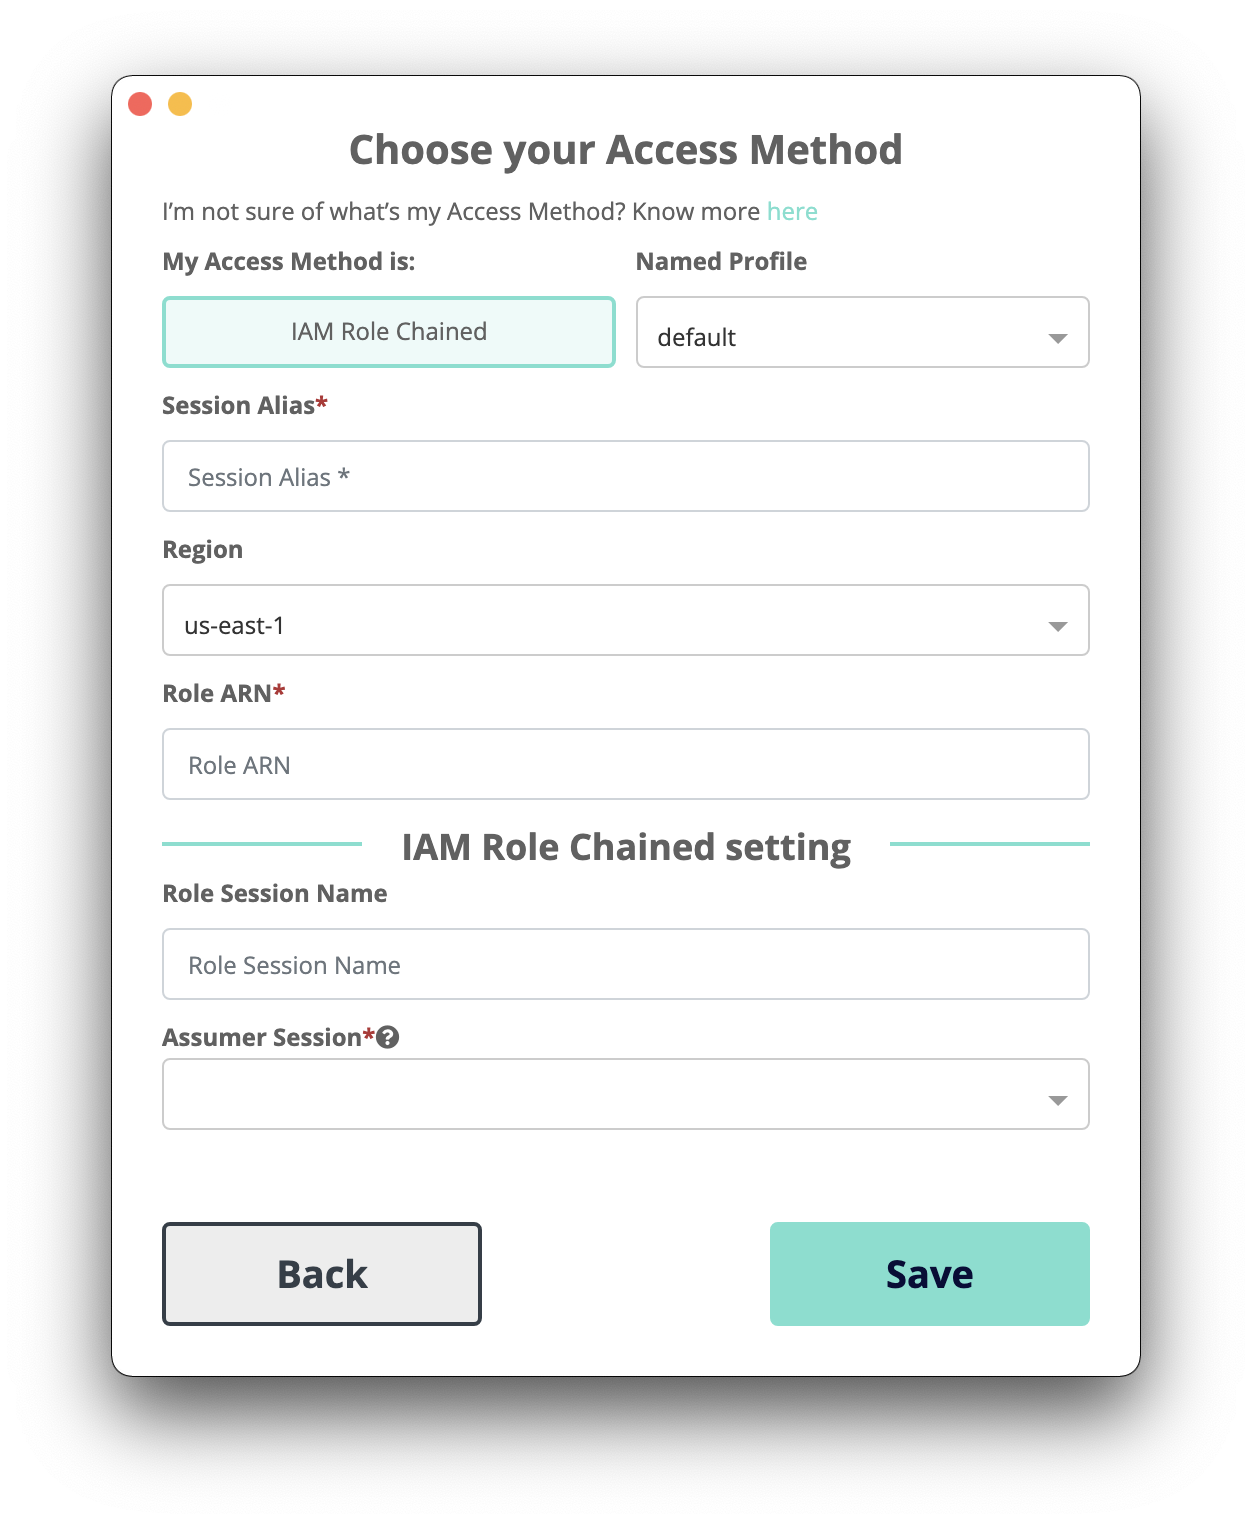 Choose your Access Method
I’m not sure of what’s my Access Method? Know more here
My Access Method is:
Named Profile
IAM Role Chained
default
Session Alias*
Session Alias *
Region
us-east-1
Role ARN*
Role ARN
IAM Role Chained setting
Role Session Name
Role Session Name
Assumer Session*?
Back
Save